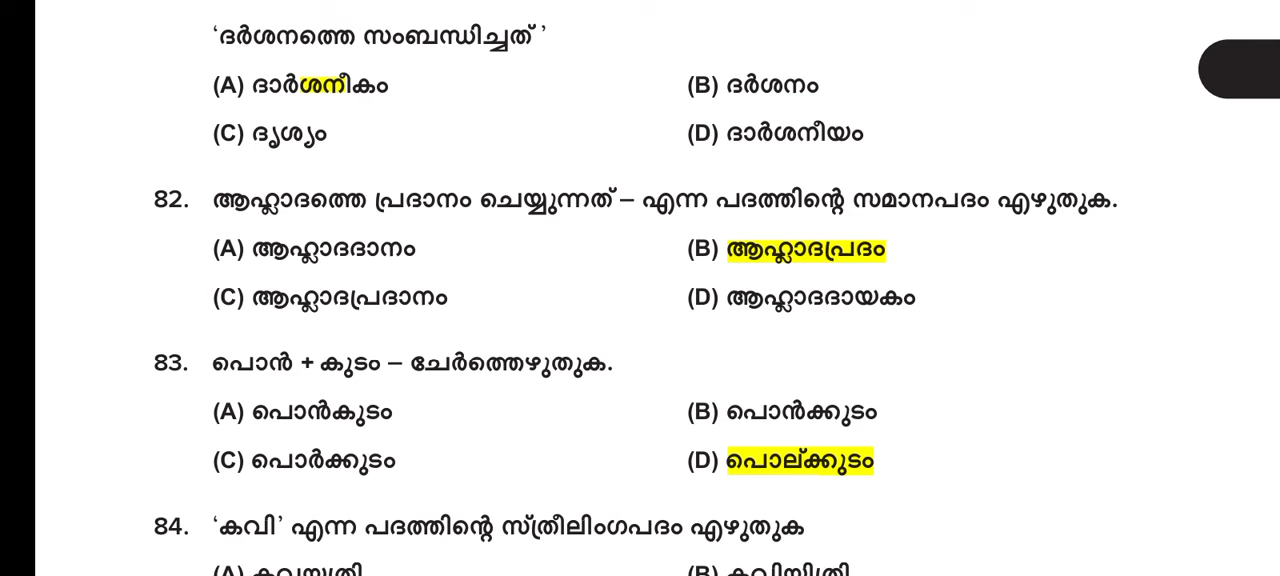 ‘ദർശനത്തെ സംബന്ധിച്ചത് ’
(A) ദാർശനീകം (B) ദർശനം
(C) ദൃശ്യം (D) ദാർശനീയം
82. ആഹ്ലാദത്തെ പ്രദാനം ചെയ്യുന്നത് – എന്ന പദത്തിന്റെ സമാനപദം എഴുതുക.
(A) ആഹ്ലാദദാനം (B) ആഹ്ലാദപ്രദം
(C) ആഹ്ലാദപ്രദാനം (D) ആഹ്ലാദദായകം
83. പൊൻ + കുടം – ചേർത്തെഴുതുക.
(A) പൊൻകുടം (B) പൊൻക്കുടം
(C) പൊർക്കുടം (D) പൊല്ക്കുടം
84. ‘കവി’ എന്ന പദത്തിന്റെ സ്ത്രീലിംഗപദം എഴുതുക
(A) (B)